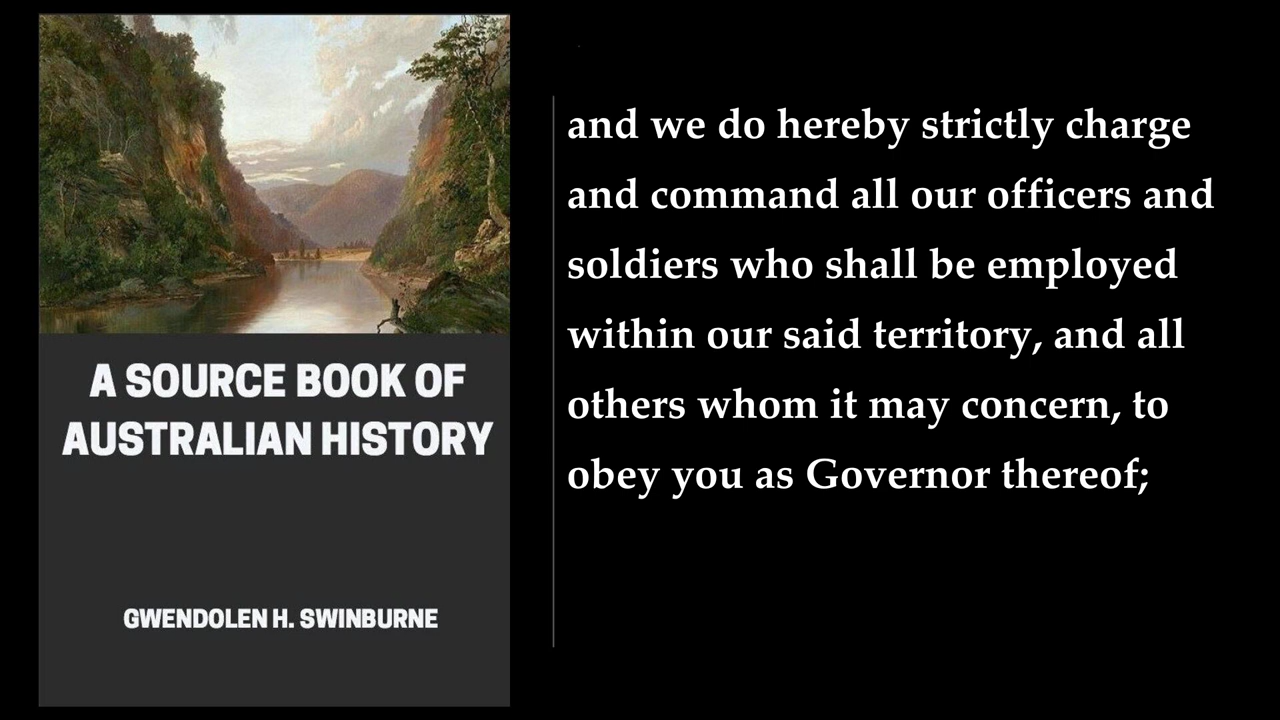 A SOURCE BOOK OF
AUSTRALIAN HISTORY
GWENDOLEN H. SWINBURNE
and we do hereby strictly charge
and command all our officers and
soldiers who shall be employed
within our said territory, and all
others whom it may concern, to
obey you as Governor thereof;